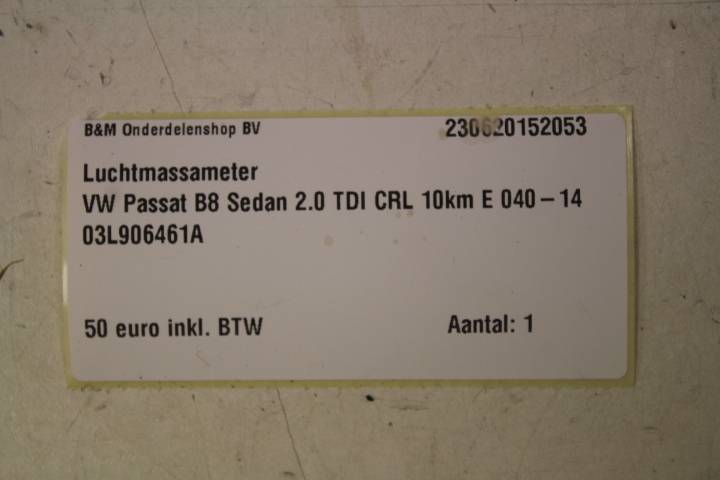 B&M Onderdelenshop BV 230620152053
Luchtmassameter
VW Passat B8 Sedan 2.0 TDI CRL 10km E 040-14
03L906461A
50 euro inkl. BTW Aantal: 1